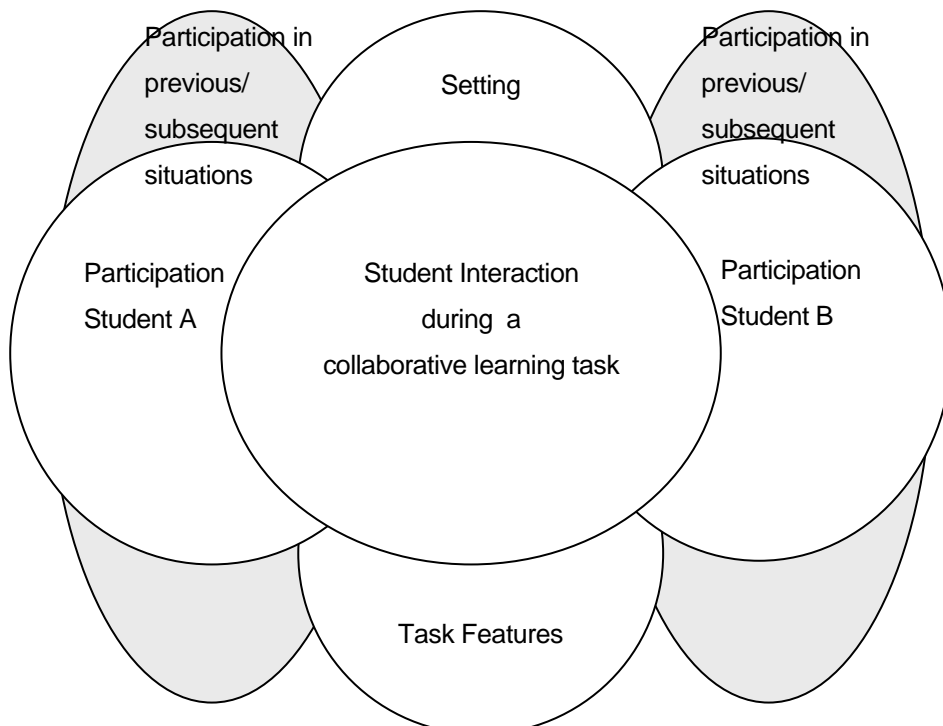 Participation in
previous/
subsequent
situations
Setting
Participation in
previous/
subsequent
situations
Participation
Student A
Student Interaction
during a
collaborative learning task
Participation
Student B
Task Features